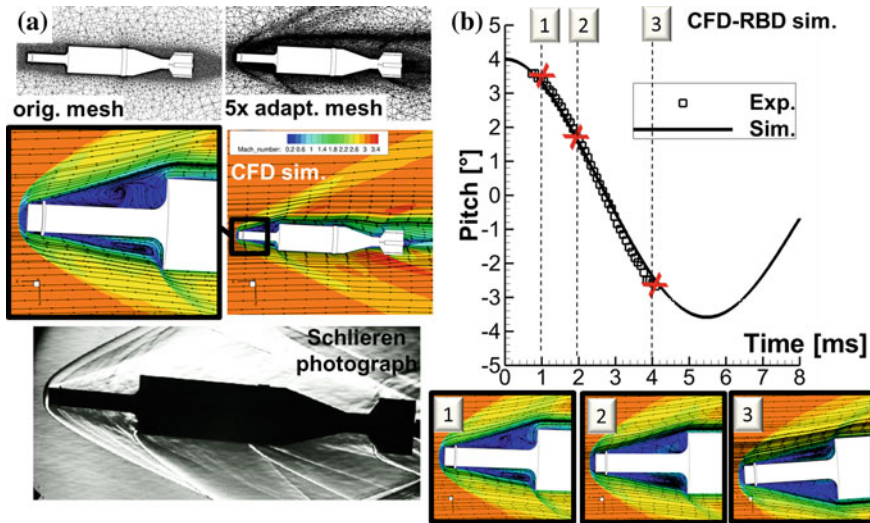 (a)
orig. mesh
5x adapt. mesh
Mach_number:
0.2 0.6 1 1.4 1.8 2.2 2.6 3 3.4
CFD sim.
Schlieren
photograph
(b)
1
2
3
CFD-RBD sim.
Exp.
Sim.
Pitch [°]
5
4
3
2
1
0
-1
-2
-3
-4
-5
0 1 2 3 4 5 6 7 8
Time [ms]
1
2
3